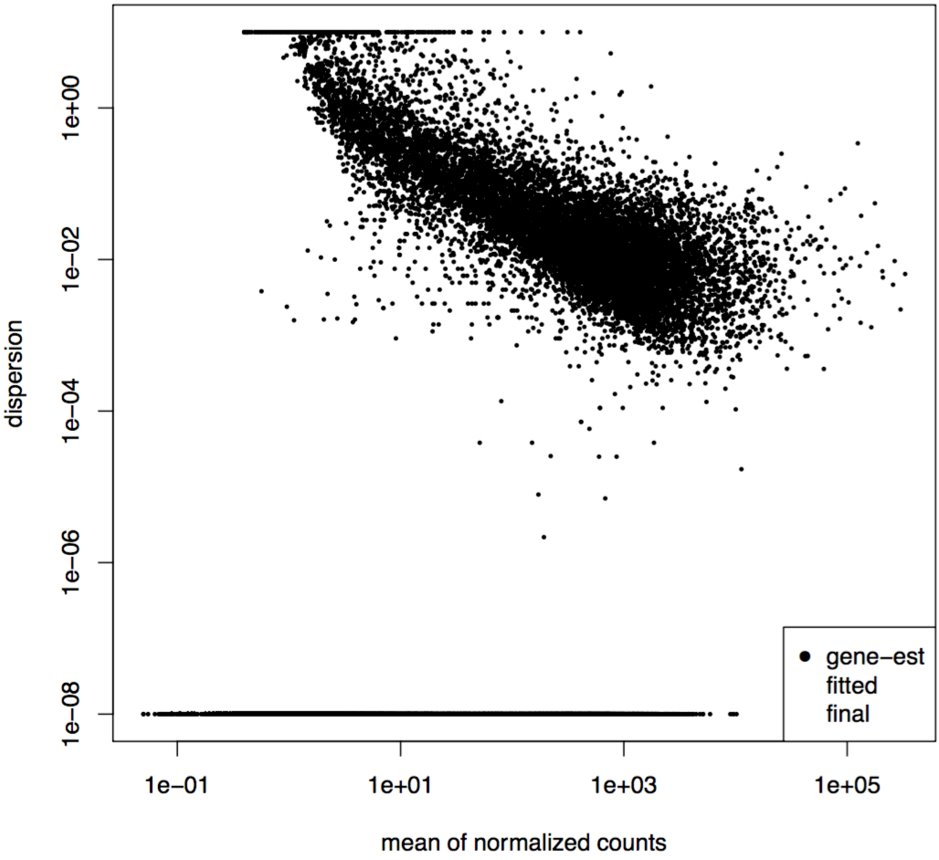 dispersion
1e+00
1e−02
1e−04
1e−06
1e−08
gene−est
fitted
final
1e−01
1e+01
1e+03
1e+05
mean of normalized counts